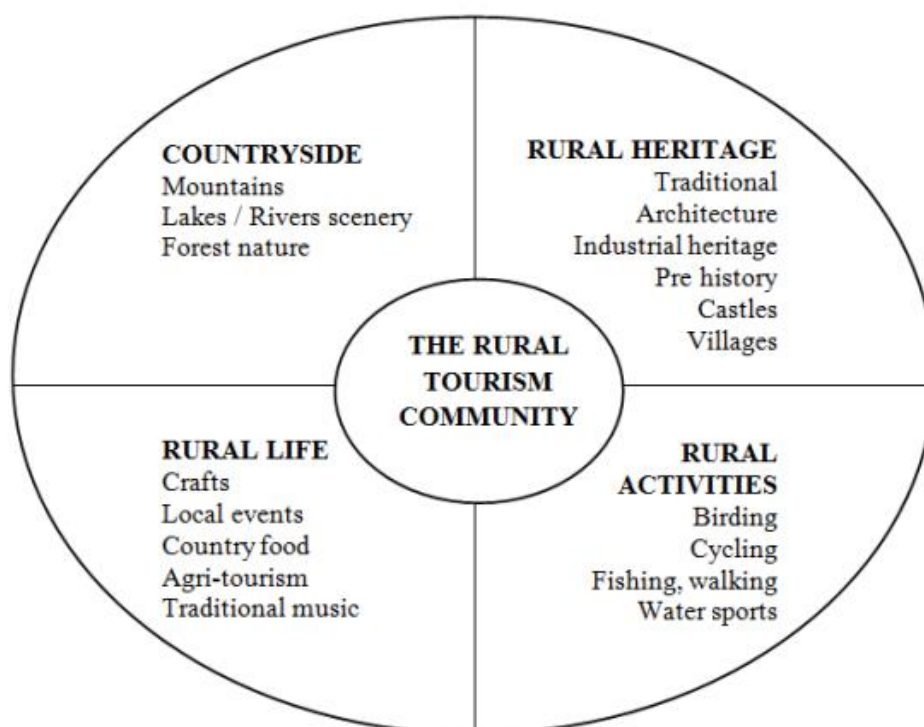 COUNTRYSIDE
Mountains
Lakes / Rivers scenery
Forest nature
RURAL HERITAGE
Traditional
Architecture
Industrial heritage
Pre history
Castles
Villages
THE RURAL
TOURISM
COMMUNITY
RURAL LIFE
Crafts
Local events
Country food
Agri-tourism
Traditional music
RURAL
ACTIVITIES
Birding
Cycling
Fishing, walking
Water sports